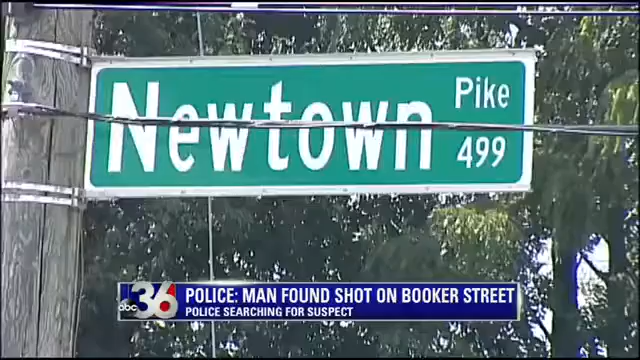 Newtown Pike
499
abc 36
POLICE: MAN FOUND SHOT ON BOOKER STREET
POLICE SEARCHING FOR SUSPECT